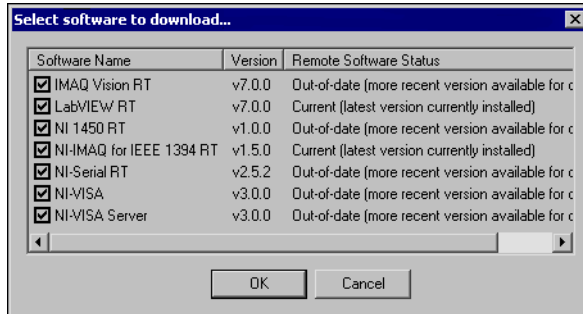 Select software to download...
Software Name Version Remote Software Status
IMAQ Vision RT v7.0.0 Out-of-date (more recent version available for
LabVIEW RT v7.0.0 Current (latest version currently installed)
NI 1450 RT v1.0.0 Out-of-date (more recent version available for
NI-IMAQ for IEEE 1394 RT v1.5.0 Current (latest version currently installed)
NI-Serial RT v2.5.2 Out-of-date (more recent version available for
NI-VISA v3.0.0 Out-of-date (more recent version available for
NI-VISA Server v3.0.0 Out-of-date (more recent version available for
OK Cancel